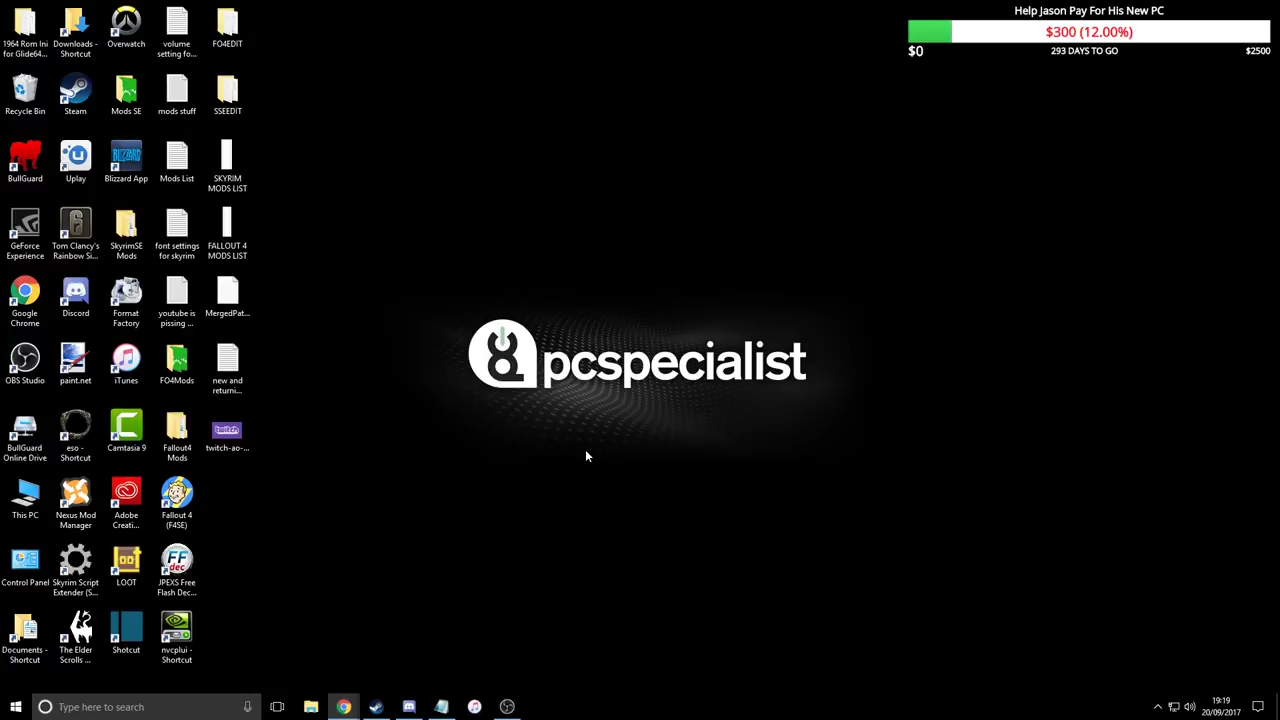 Help Jason Pay For His New PC
$300 (12.00%)
$0
293 DAYS TO GO
$2500
1964 Rom Ini
for Glide64...
Downloads -
Shortcut
Overwatch
volume
setting fo...
FO4EDIT
Recycle Bin
Steam
Mods SE
mods stuff
SSEEDIT
BullGuard
Uplay
BLIZZARD
Blizzard App
Mods List
SKYRIM
MODS LIST
GeForce
Experience
Tom Clancy's
Rainbow Si...
SkyrimSE
Mods
font settings
for skyrim
FALLOUT 4
MODS LIST
Google
Chrome
Discord
Format
Factory
youtube is
pissing ...
MergedPat...
OBS Studio
paint.net
iTunes
FO4Mods
new and
returni...
BullGuard
Online Drive
eso -
Shortcut
Camtasia 9
Fallout4
Mods
twitch
twitch-ao-...
This PC
Nexus Mod
Manager
Adobe
Creati...
Fallout 4
(F4SE)
Control Panel
Skyrim Script
Extender (S...
LOOT
FF
dec
JPEXS Free
Flash Dec...
Documents -
Shortcut
The Elder
Scrolls ...
Shotcut
nvcplui -
Shortcut
pcspecialist
Type here to search
19:19
20/09/2017